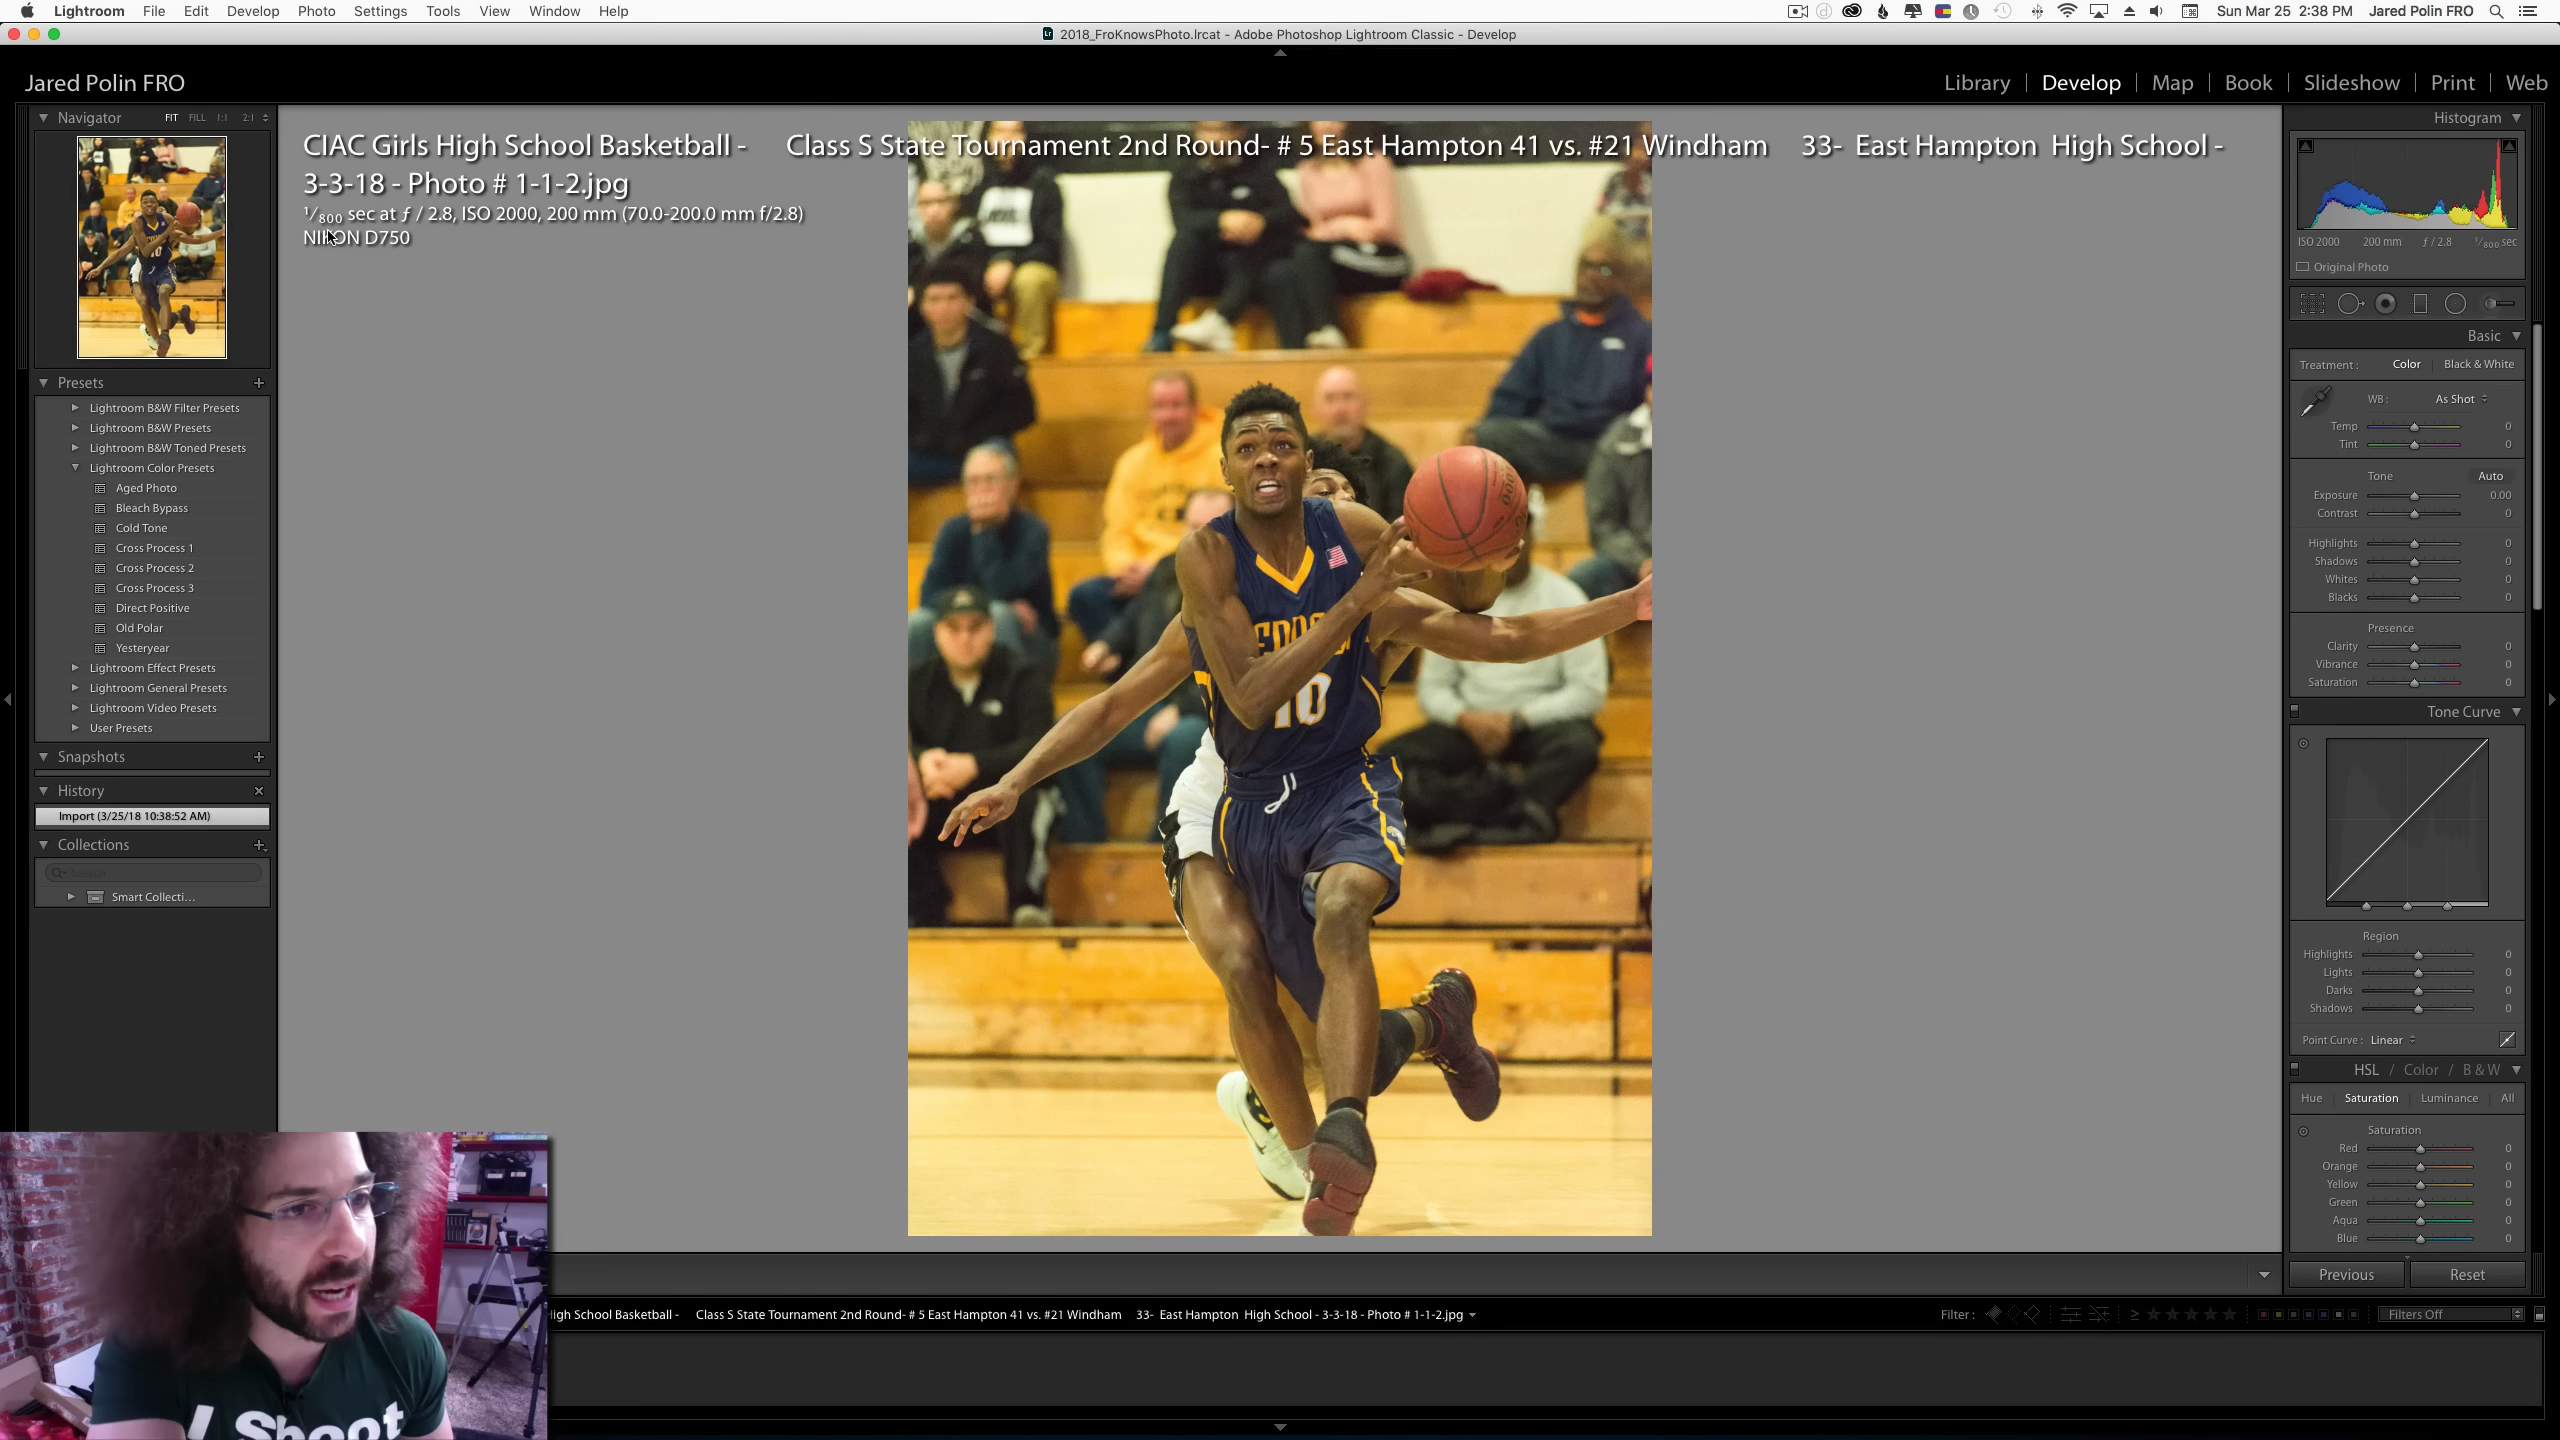 Lightroom File Edit Develop Photo Settings Tools View Window Help
Sun Mar 25 2:38 PM Jared Polin FRO
2018_FroKnowsPhoto.lrcat - Adobe Photoshop Lightroom Classic - Develop
Jared Polin FRO
Library | Develop | Map | Book | Slideshow | Print | Web
Navigator FIT FILL 1:1 2:1
CIAC Girls High School Basketball - Class S State Tournament 2nd Round- # 5 East Hampton 41 vs. #21 Windham 33- East Hampton High School -
3-3-18 - Photo # 1-1-2.jpg
1/800 sec at ƒ / 2.8, ISO 2000, 200 mm (70.0-200.0 mm f/2.8)
NIKON D750
10
Presets
Lightroom B&W Filter Presets
Lightroom B&W Presets
Lightroom B&W Toned Presets
Lightroom Color Presets
Aged Photo
Bleach Bypass
Cold Tone
Cross Process 1
Cross Process 2
Cross Process 3
Direct Positive
Old Polar
Yesteryear
Lightroom Effect Presets
Lightroom General Presets
Lightroom Video Presets
User Presets
Snapshots
History
Import (3/25/18 10:38:52 AM)
Collections
Search
Smart Collecti...
Histogram
ISO 2000 200 mm ƒ / 2.8 1/800 sec
Original Photo
Basic
Treatment : Color Black & White
WB : As Shot
Temp 0
Tint 0
Tone Auto
Exposure 0.00
Contrast 0
Highlights 0
Shadows 0
Whites 0
Blacks 0
Presence
Clarity 0
Vibrance 0
Saturation 0
Tone Curve
Region
Highlights 0
Lights 0
Darks 0
Shadows 0
Point Curve : Linear
HSL / Color / B & W
Hue Saturation Luminance All
Saturation
Red 0
Orange 0
Yellow 0
Green 0
Aqua 0
Blue 0
Previous Reset
High School Basketball - Class S State Tournament 2nd Round- # 5 East Hampton 41 vs. #21 Windham 33- East Hampton High School - 3-3-18 - Photo # 1-1-2.jpg
Filter : Filters Off
I Shoot